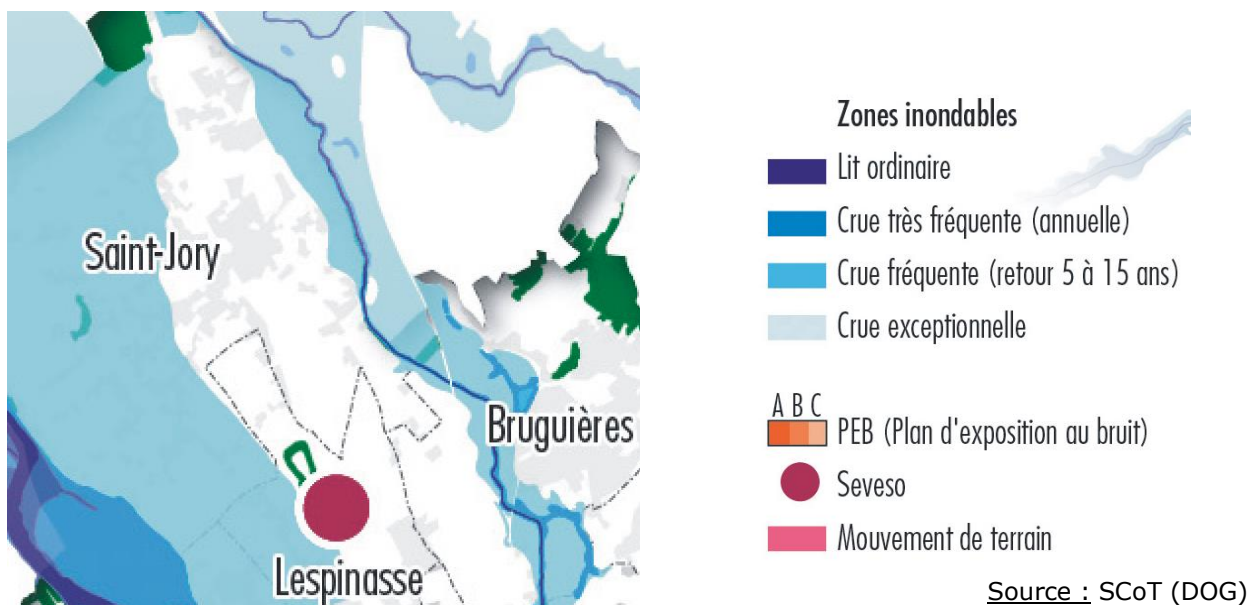 Saint-Jory
Bruguières
Lespinasse
Zones inondables
Lit ordinaire
Crue très fréquente (annuelle)
Crue fréquente (retour 5 à 15 ans)
Crue exceptionnelle
A B C
PEB (Plan d'exposition au bruit)
Seveso
Mouvement de terrain
Source : SCoT (DOG)